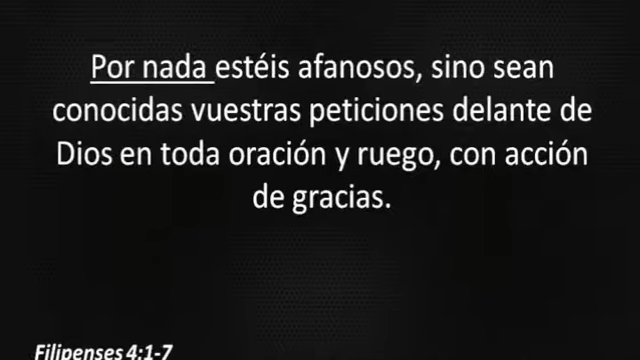 Por nada estéis afanosos, sino sean
conocidas vuestras peticiones delante de
Dios en toda oración y ruego, con acción
de gracias.
Filipenses 4:1-7